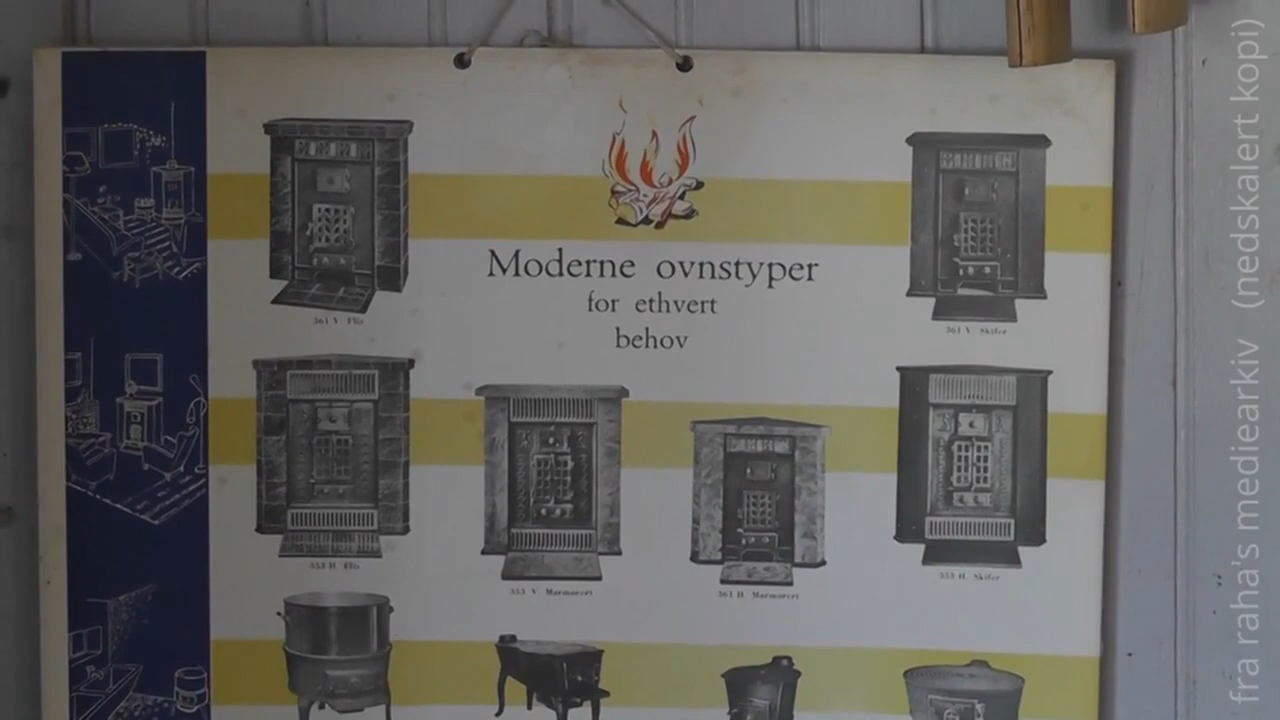 Moderne ovnstyper
for ethvert
behov
361 V. Flis
361 V. Skifer
353 H. Flis
353 V. Marmorert
361 H. Marmorert
353 H. Skifer
fra raha's mediearkiv (nedskalert kopi)